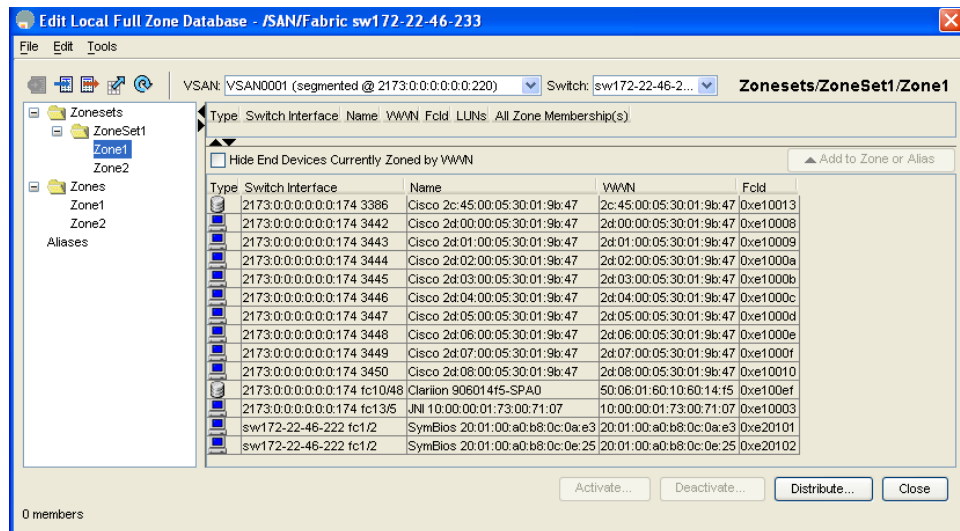 Edit Local Full Zone Database - /SAN/Fabric sw172-22-46-233
File Edit Tools
VSAN: VSAN0001 (segmented @ 2173:0:0:0:0:0:220) Switch: sw172-22-46-2... Zonesets/ZoneSet1/Zone1
Zonesets
ZoneSet1
Zone1
Zone2
Zones
Zone1
Zone2
Aliases
Type Switch Interface Name WWN FcId LUNs All Zone Membership(s)
Hide End Devices Currently Zoned by WWN Add to Zone or Alias
Type Switch Interface Name WWN FcId
2173:0:0:0:0:0:174 3386 Cisco 2c:45:00:05:30:01:9b:47 2c:45:00:05:30:01:9b:47 0xe10013
2173:0:0:0:0:0:174 3442 Cisco 2d:00:00:05:30:01:9b:47 2d:00:00:05:30:01:9b:47 0xe10008
2173:0:0:0:0:0:174 3443 Cisco 2d:01:00:05:30:01:9b:47 2d:01:00:05:30:01:9b:47 0xe10009
2173:0:0:0:0:0:174 3444 Cisco 2d:02:00:05:30:01:9b:47 2d:02:00:05:30:01:9b:47 0xe1000a
2173:0:0:0:0:0:174 3445 Cisco 2d:03:00:05:30:01:9b:47 2d:03:00:05:30:01:9b:47 0xe1000b
2173:0:0:0:0:0:174 3446 Cisco 2d:04:00:05:30:01:9b:47 2d:04:00:05:30:01:9b:47 0xe1000c
2173:0:0:0:0:0:174 3447 Cisco 2d:05:00:05:30:01:9b:47 2d:05:00:05:30:01:9b:47 0xe1000d
2173:0:0:0:0:0:174 3448 Cisco 2d:06:00:05:30:01:9b:47 2d:06:00:05:30:01:9b:47 0xe1000e
2173:0:0:0:0:0:174 3449 Cisco 2d:07:00:05:30:01:9b:47 2d:07:00:05:30:01:9b:47 0xe1000f
2173:0:0:0:0:0:174 3450 Cisco 2d:08:00:05:30:01:9b:47 2d:08:00:05:30:01:9b:47 0xe10010
2173:0:0:0:0:0:174 fc10/48 Clariion 906014f5-SPA0 50:06:01:60:10:60:14:f5 0xe100ef
2173:0:0:0:0:0:174 fc13/5 JNI 10:00:00:01:73:00:71:07 10:00:00:01:73:00:71:07 0xe10003
sw172-22-46-222 fc1/2 SymBios 20:01:00:a0:b8:0c:0a:e3 20:01:00:a0:b8:0c:0a:e3 0xe20101
sw172-22-46-222 fc1/2 SymBios 20:01:00:a0:b8:0c:0e:25 20:01:00:a0:b8:0c:0e:25 0xe20102
Activate... Deactivate... Distribute... Close
0 members